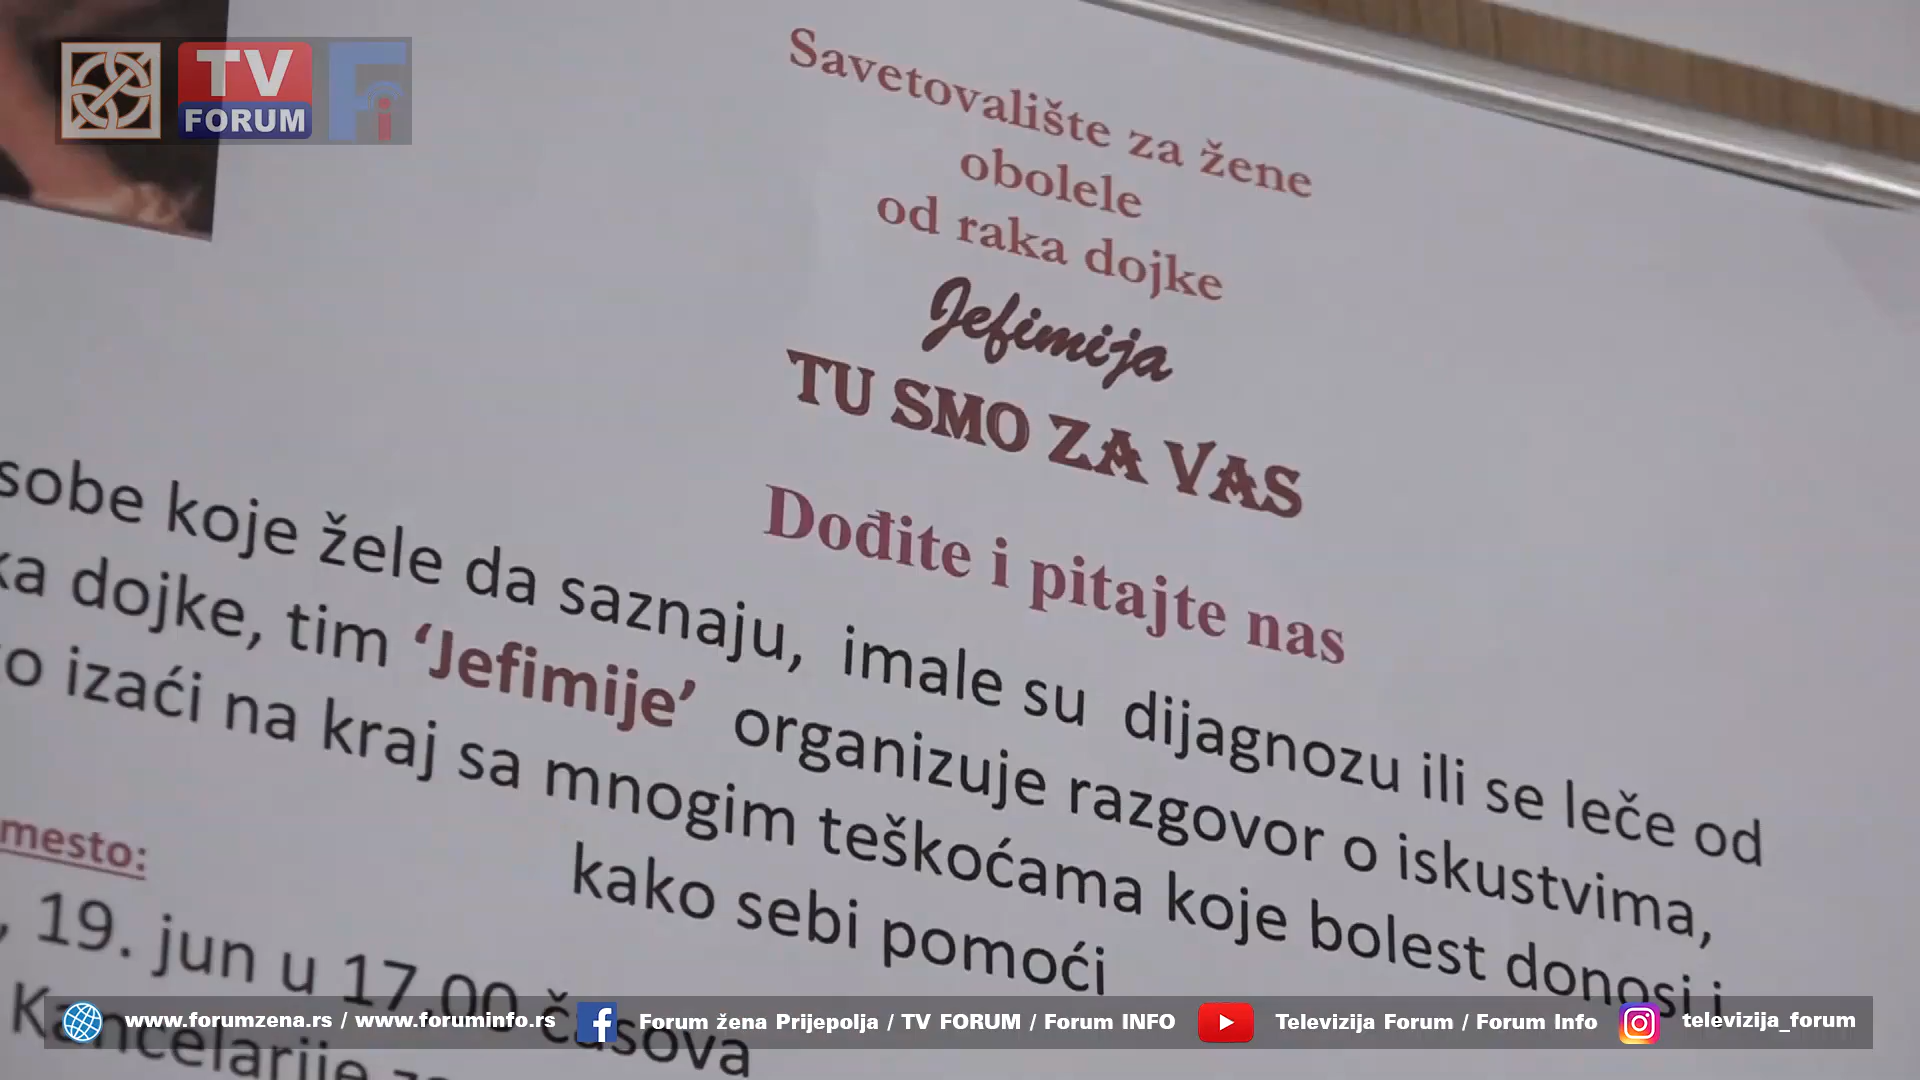 TV
FORUM
Fi
Savetovalište za žene
obolele
od raka dojke
Jefimija
TU SMO ZA VAS
Dođite i pitajte nas
sobe koje žele da saznaju, imale su dijagnozu ili se leče od
ka dojke, tim ‘Jefimije’ organizuje razgovor o iskustvima,
o izaći na kraj sa mnogim teškoćama koje bolest donosi i
kako sebi pomoći
mesto:
, 19. jun u 17 00 časova
Kancelarije
www.forumzena.rs / www.foruminfo.rs Forum žena Prijepolja / TV FORUM / Forum INFO Televizija Forum / Forum Info televizija_forum